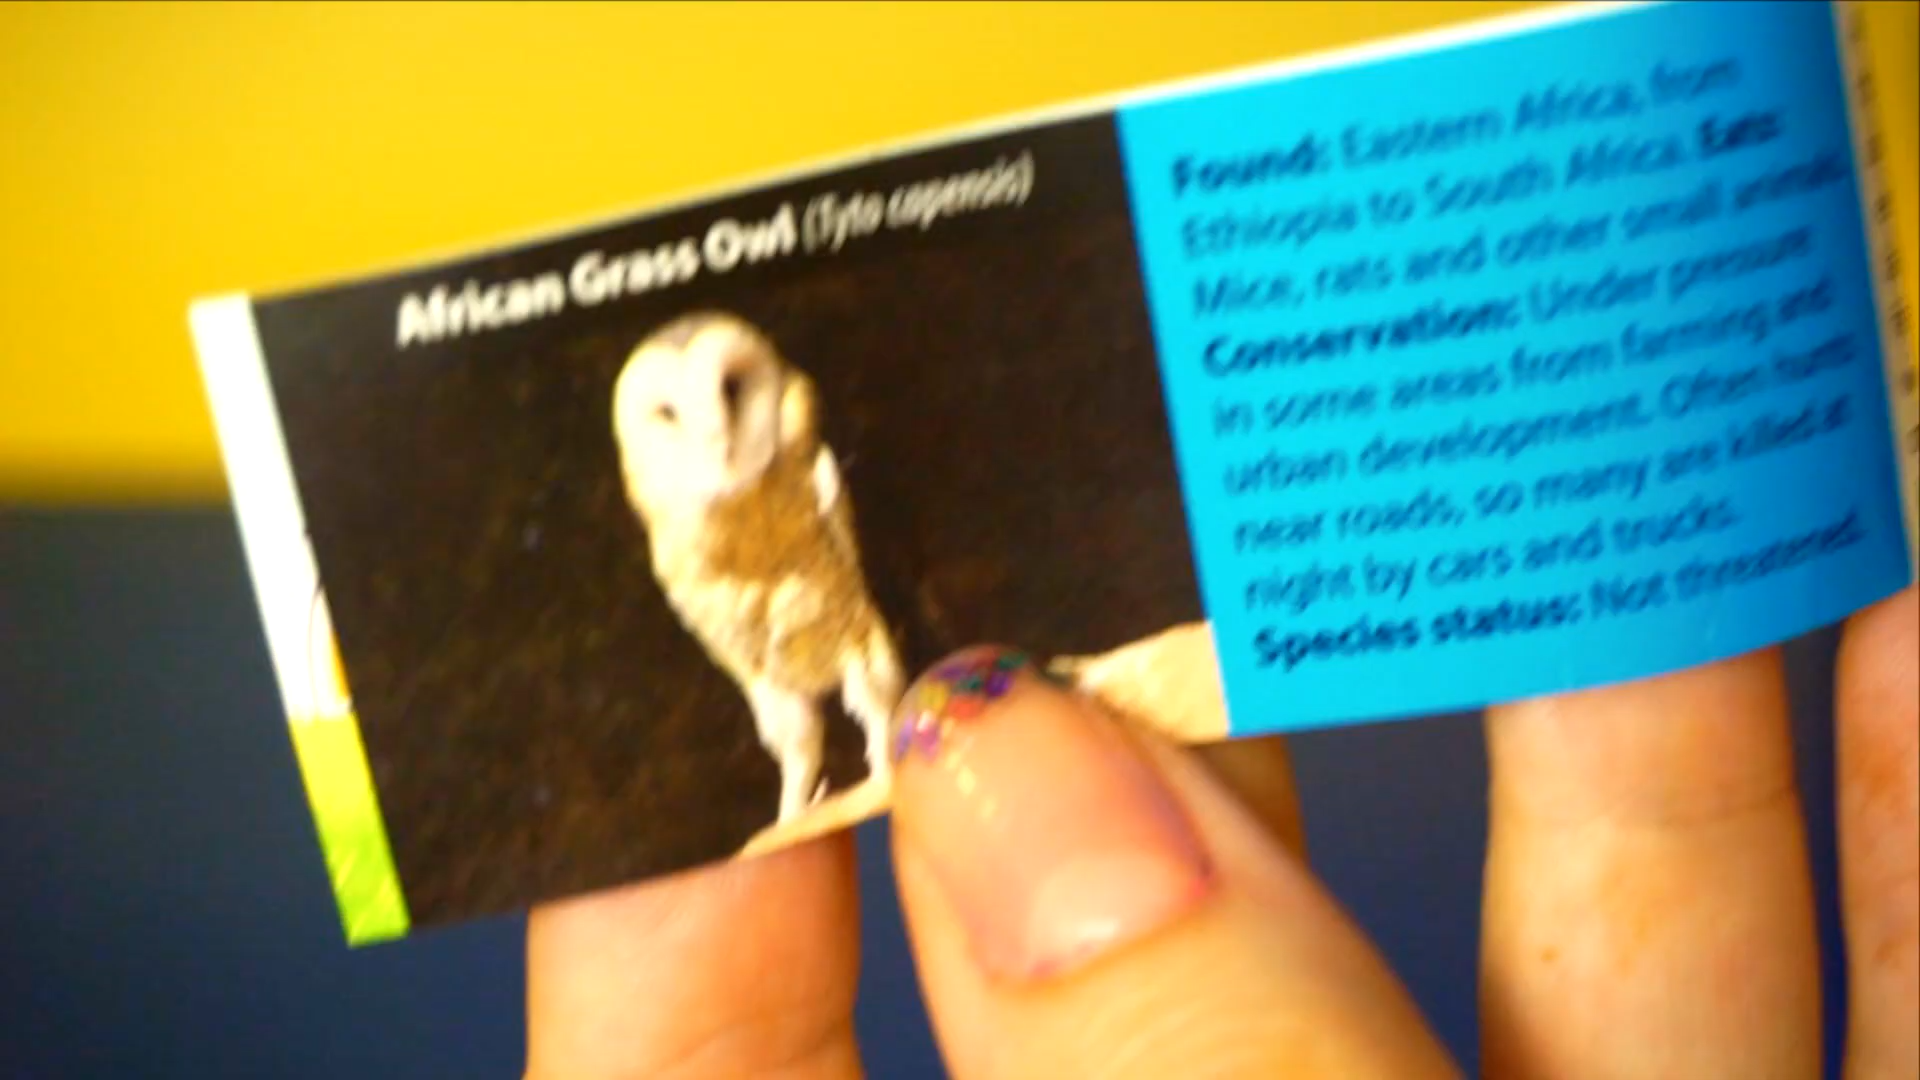 African Grass Owl (Tyto capensis)
Found: Eastern Africa, from
Ethiopia to South Africa. Eats:
Mice, rats and other small animals.
Conservation: Under pressure
in some areas from farming and
urban development. Often hunts
near roads, so many are killed at
night by cars and trucks.
Species status: Not threatened.